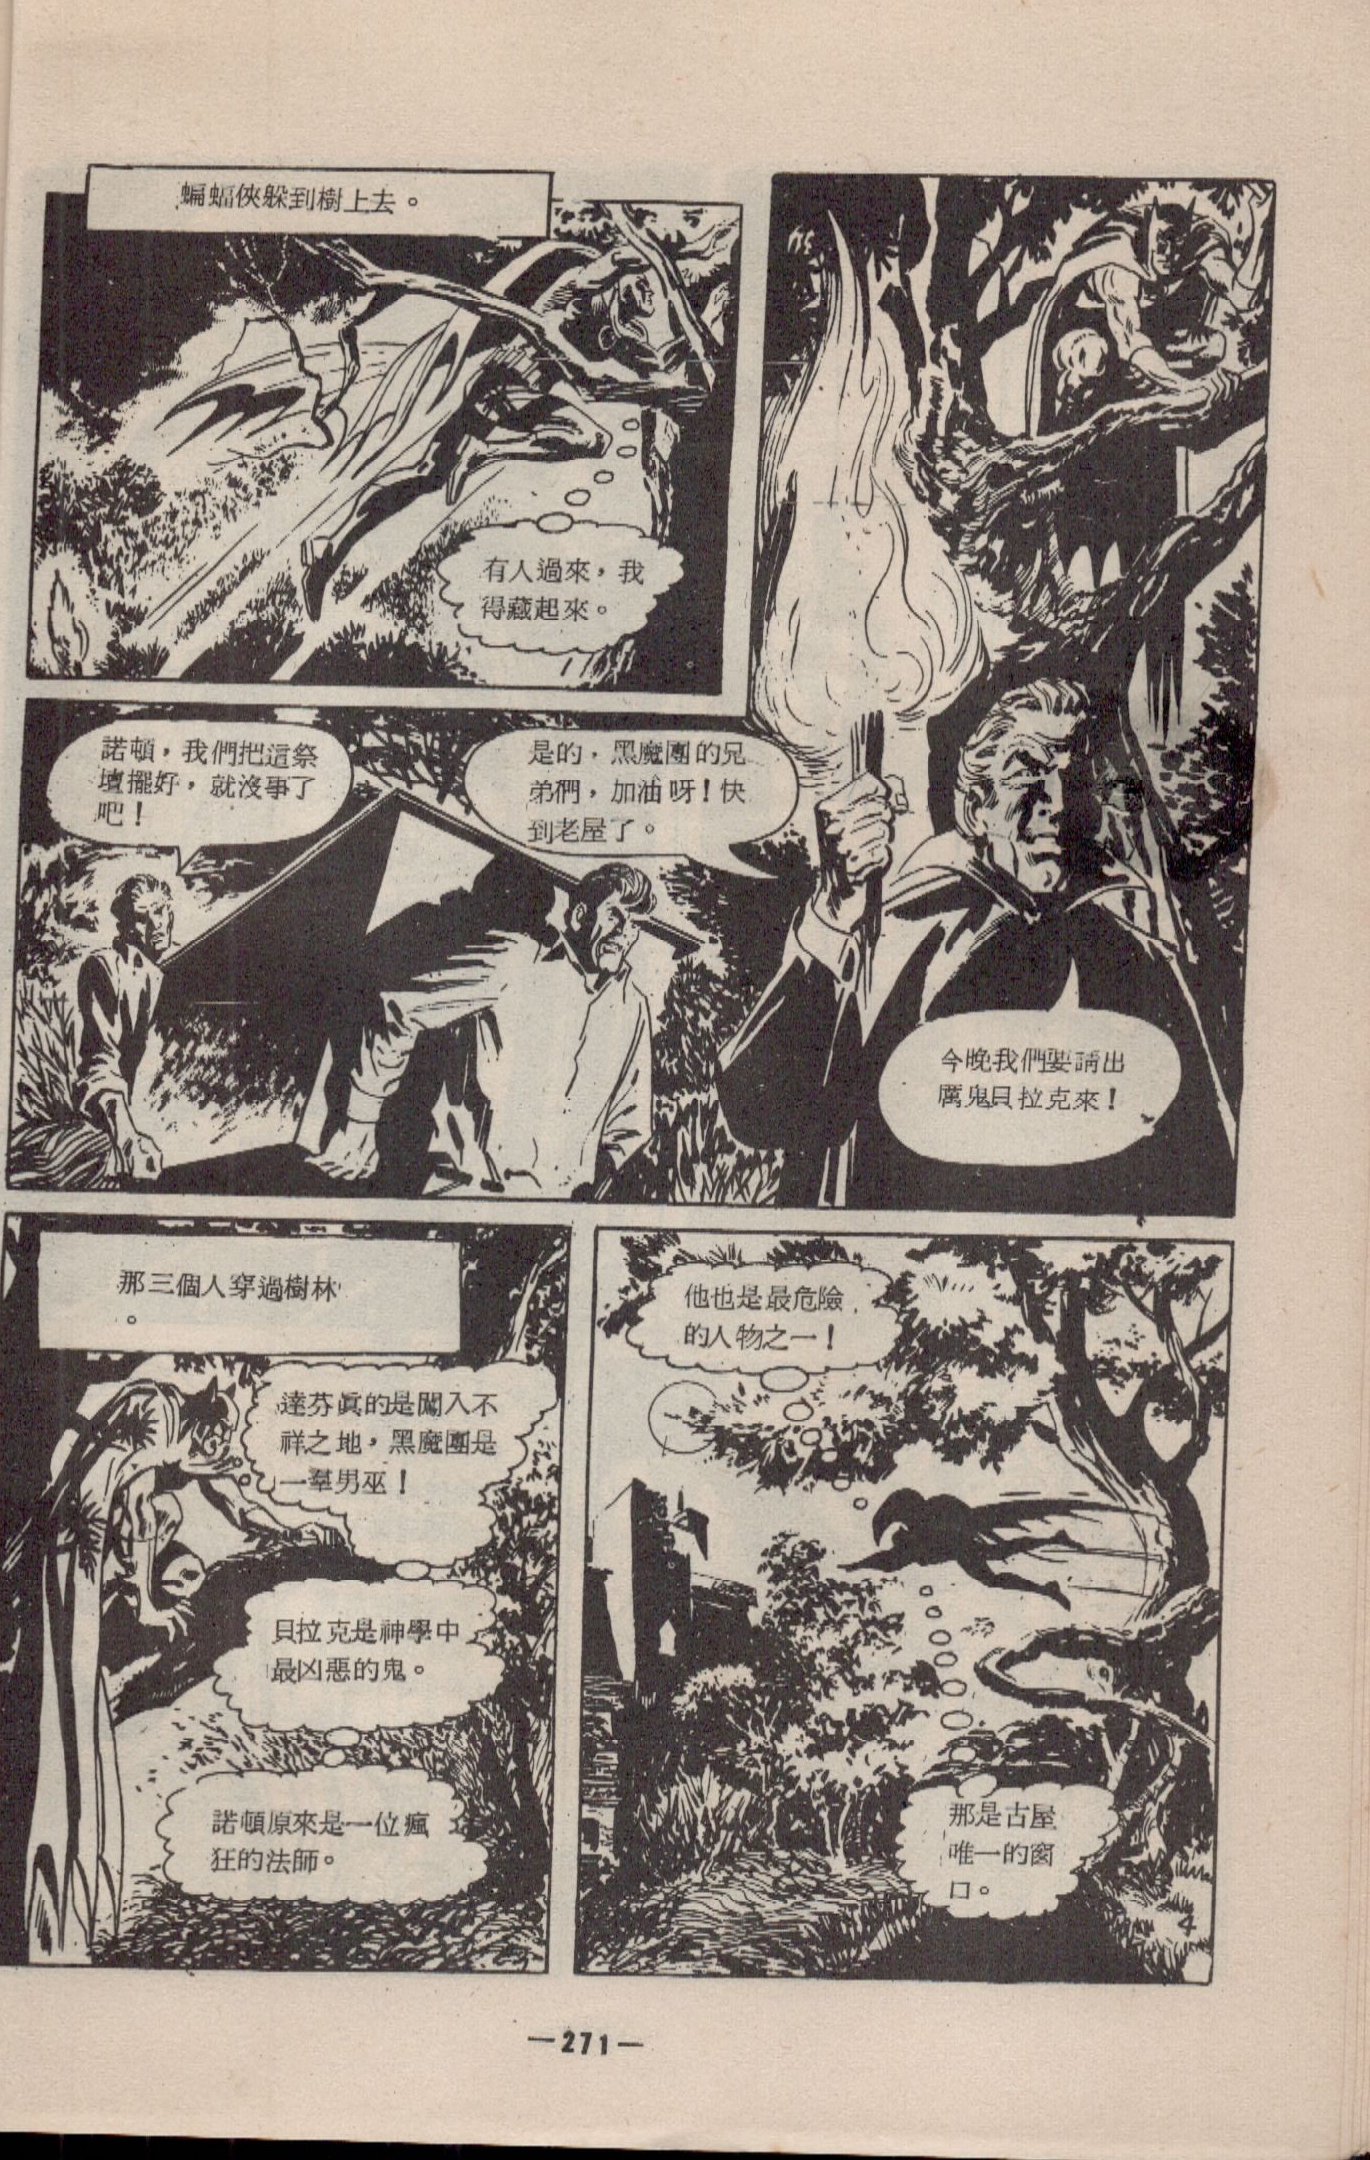 蝙蝠俠躲到樹上去。
有人過來，我
得藏起來。
諾頓，我們把這祭
壇擺好，就沒事了
吧！
是的，黑魔團的兄
弟們，加油呀！快
到老屋了。
今晚我們要請出
厲鬼貝拉克來！
那三個人穿過樹林
。
達芬眞的是闖入不
祥之地，黑魔團是
一羣男巫！
貝拉克是神學中
最凶惡的鬼。
諾頓原來是一位瘋
狂的法師。
他也是最危險
的人物之一！
那是古屋
唯一的窗
口。
4
—271—